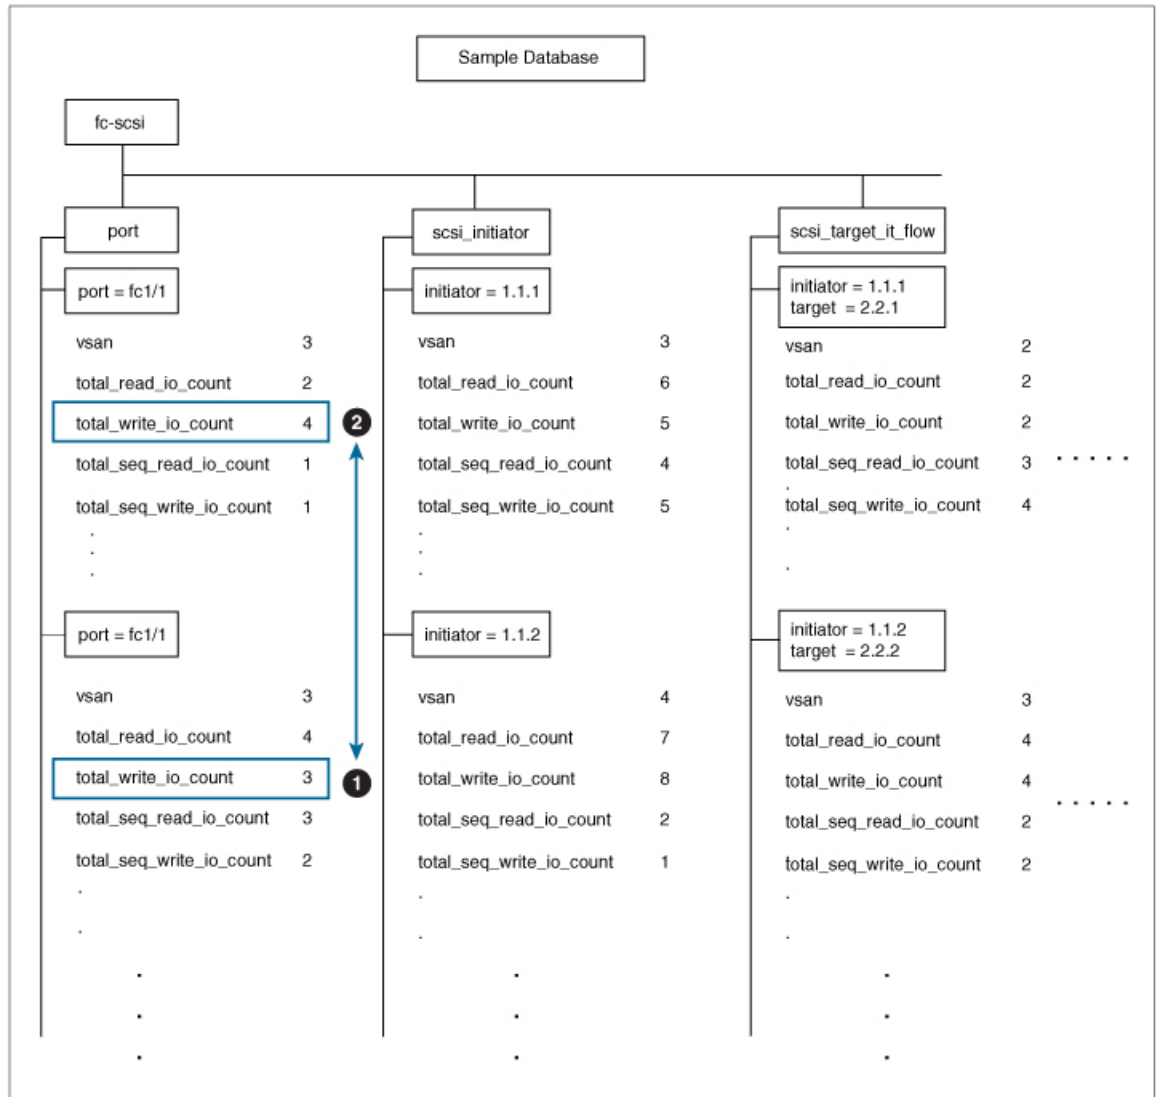 Sample Database
fc-scsi
port
scsi_initiator
scsi_target_it_flow
port = fc1/1
vsan 3
total_read_io_count 2
total_write_io_count 4
2
total_seq_read_io_count 1
total_seq_write_io_count 1
port = fc1/1
vsan 3
total_read_io_count 4
total_write_io_count 3
1
total_seq_read_io_count 3
total_seq_write_io_count 2
initiator = 1.1.1
vsan 3
total_read_io_count 6
total_write_io_count 5
total_seq_read_io_count 4
total_seq_write_io_count 5
initiator = 1.1.2
vsan 4
total_read_io_count 7
total_write_io_count 8
total_seq_read_io_count 2
total_seq_write_io_count 1
initiator = 1.1.1
target = 2.2.1
vsan 2
total_read_io_count 2
total_write_io_count 2
total_seq_read_io_count 3 . . . . .
total_seq_write_io_count 4
initiator = 1.1.2
target = 2.2.2
vsan 3
total_read_io_count 4
total_write_io_count 4
. . . . .
total_seq_read_io_count 2
total_seq_write_io_count 2